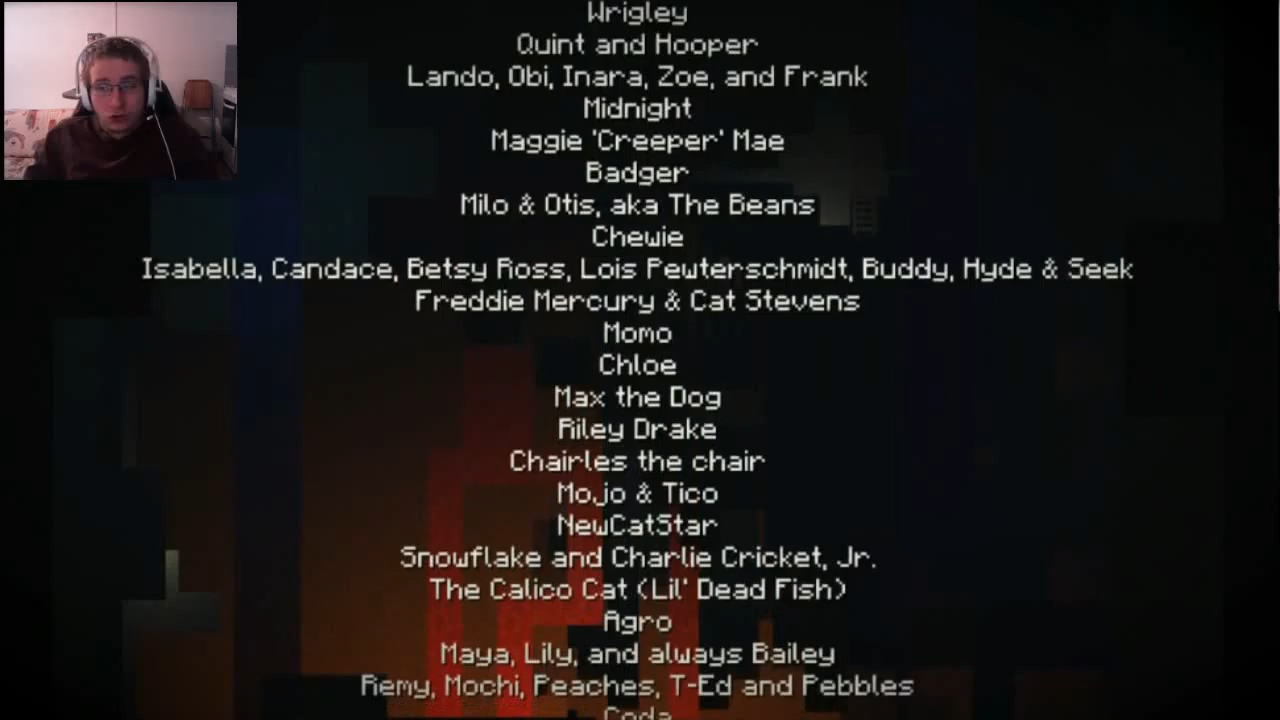 Wrigley
Quint and Hooper
Lando, Obi, Inara, Zoe, and Frank
Midnight
Maggie 'Creeper' Mae
Badger
Milo & Otis, aka The Beans
Chewie
Isabella, Candace, Betsy Ross, Lois Pewterschmidt, Buddy, Hyde & Seek
Freddie Mercury & Cat Stevens
Momo
Chloe
Max the Dog
Riley Drake
Chairles the chair
Mojo & Tico
NewCatStar
Snowflake and Charlie Cricket, Jr.
The Calico Cat (Lil' Dead Fish)
Agro
Maya, Lily, and always Bailey
Remy, Mochi, Peaches, T-Ed and Pebbles
Coda